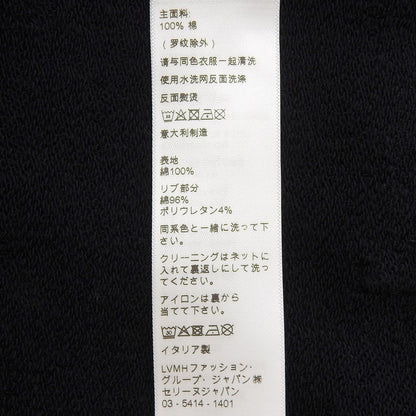 主面料:
100% 棉
( 罗纹除外 )
请与同色衣服一起清洗
使用水洗网反面洗涤
反面熨烫
意大利制造
表地
綿100%
リブ部分
綿96%
ポリウレタン4%
同系色と一緒に洗って下
さい。
クリーニングはネットに
入れて裏返しにして洗っ
てください。
アイロンは裏から
当てて下さい。
イタリア製
LVMHファッション・
グループ・ジャパン㈱
セリーヌジャパン
03 - 5414 - 1401